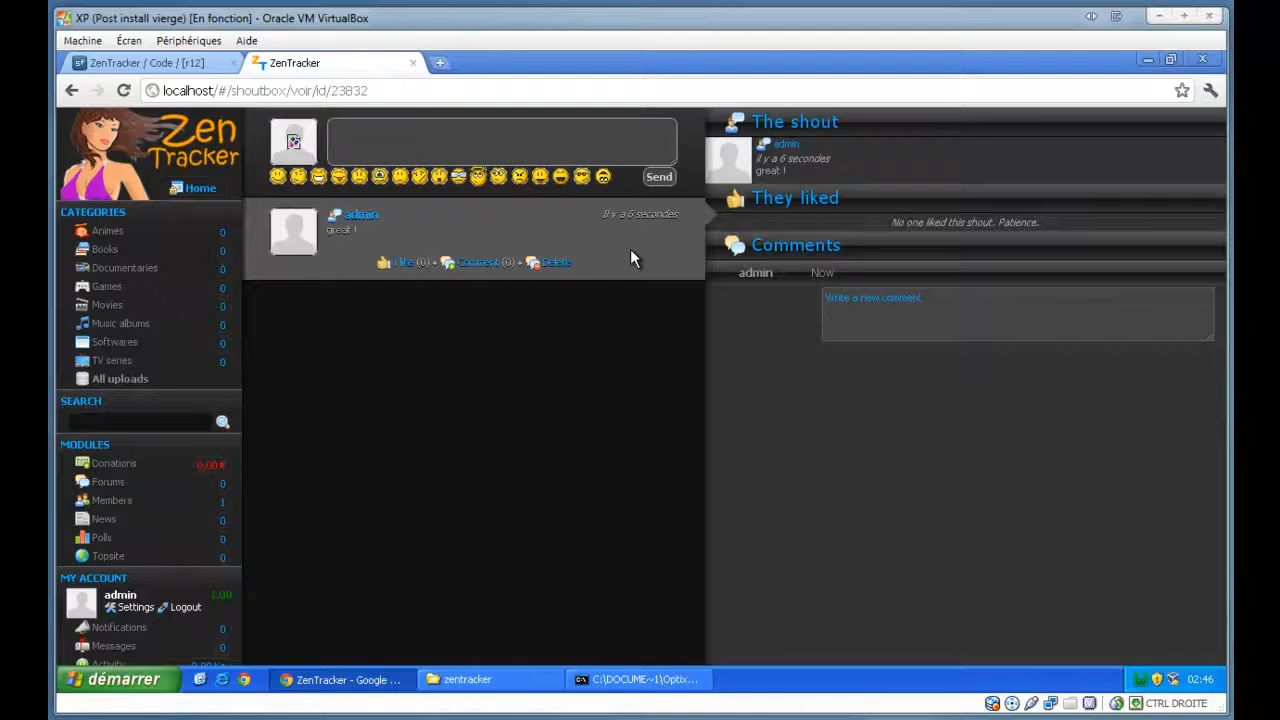 XP (Post install vierge) [En fonction] - Oracle VM VirtualBox
Machine Écran Périphériques Aide
ZenTracker / Code / [r12] ZenTracker
localhost/#/shoutbox/voir/id/23832
Zen
Tracker
Home
CATEGORIES
Animes 0
Books 0
Documentaries 0
Games 0
Movies 0
Music albums 0
Softwares 0
TV series 0
All uploads
SEARCH
MODULES
Donations 0,00 €
Forums 0
Members 1
News 0
Polls 0
Topsite 0
MY ACCOUNT
admin 1.00
Settings Logout
Notifications 0
Messages 0
Activity
Send
admin Il y a 6 secondes
great !
I like (0) • Comment (0) • Delete
The shout
admin
Il y a 6 secondes
great !
They liked
No one liked this shout. Patience.
Comments
admin Now
Write a new comment
démarrer ZenTracker - Google ... zentracker C:\DOCUME~1\Optix... 02:46
CTRL DROITE